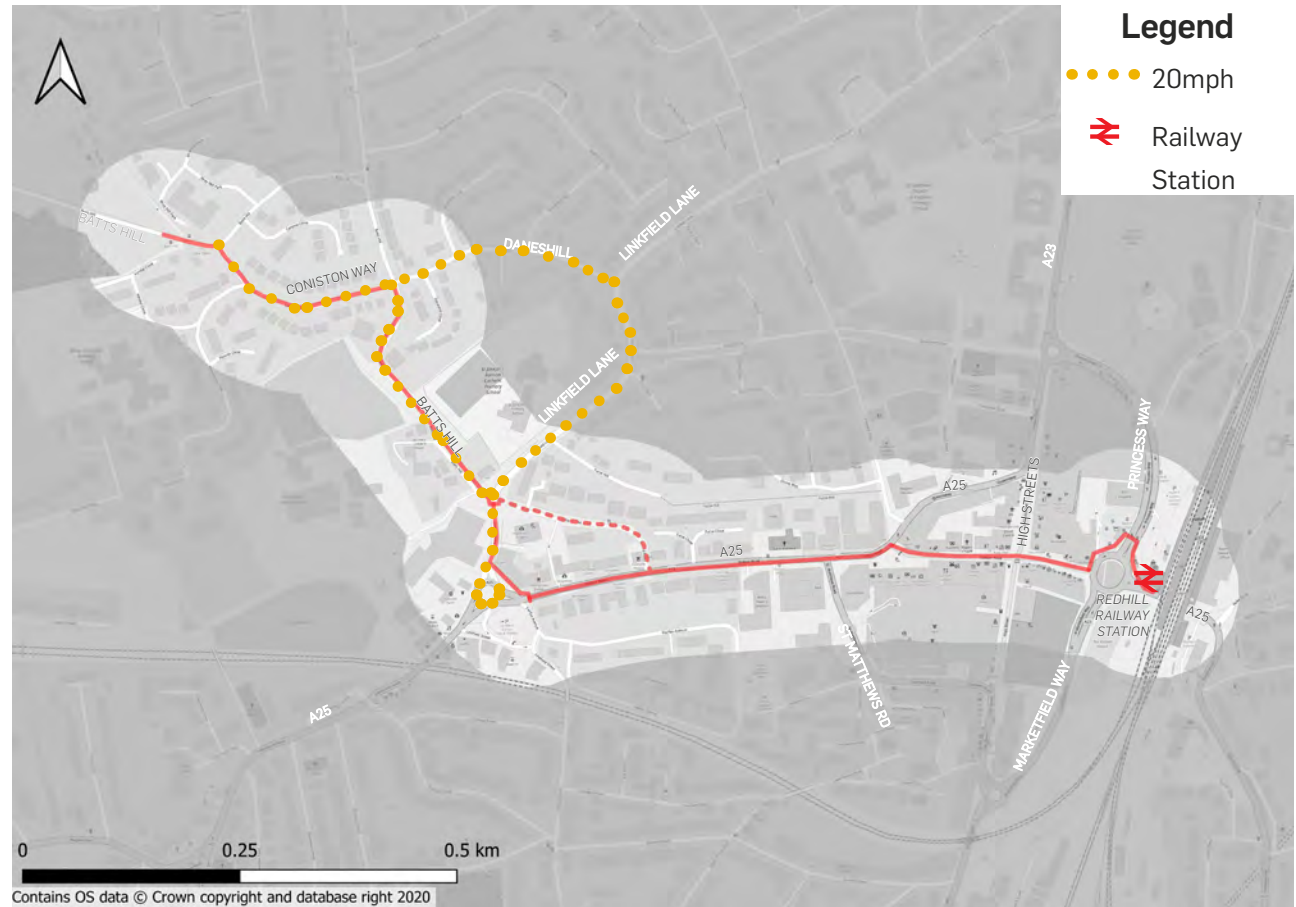 Legend
20mph
Railway
Station
BATTS HILL
CONISTON WAY
DANESHILL
LINKFIELD LANE
A23
LINKFIELD LANE
BATTS HILL
PRINCESS WAY
HIGH STREETS
A25
A25
REDHILL
RAILWAY
STATION
A25
ST MATTHEWS RD
MARKETFIELD WAY
A25
0
0.25
0.5 km
Contains OS data © Crown copyright and database right 2020